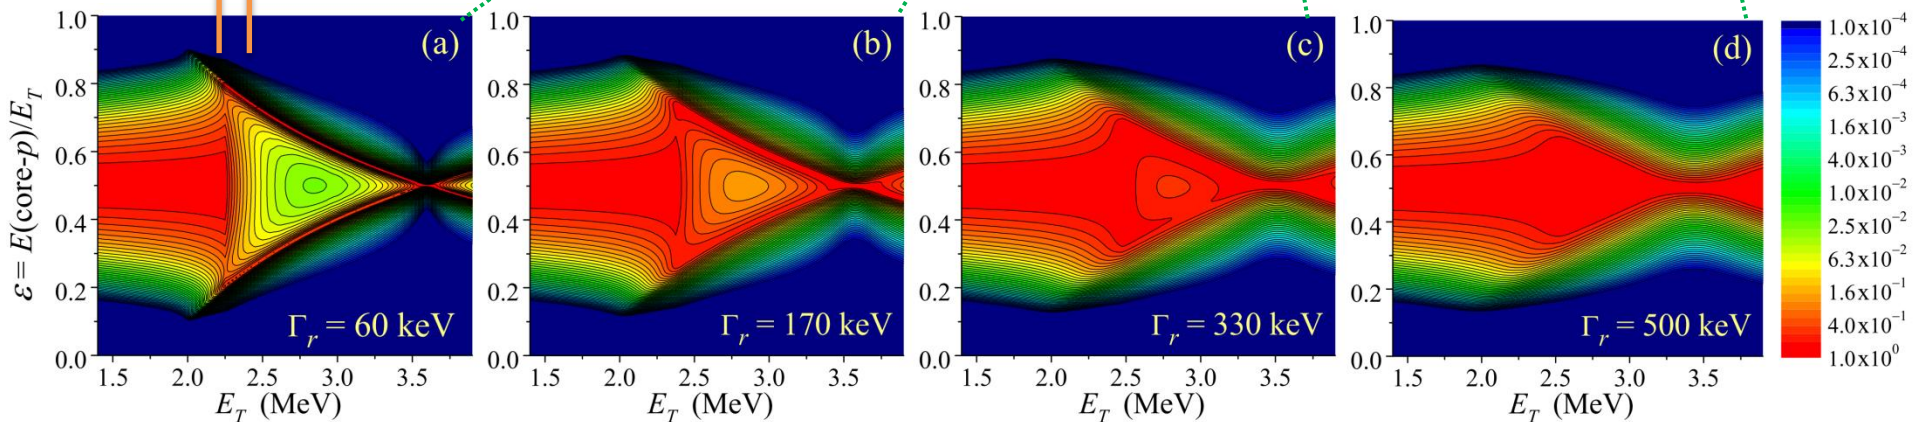 ε = E(core-p)/E_T
1.0
0.8
0.6
0.4
0.2
0.0
(a)
Γ_r = 60 keV
1.5 2.0 2.5 3.0 3.5
E_T (MeV)
1.0
0.8
0.6
0.4
0.2
0.0
(b)
Γ_r = 170 keV
1.5 2.0 2.5 3.0 3.5
E_T (MeV)
1.0
0.8
0.6
0.4
0.2
0.0
(c)
Γ_r = 330 keV
1.5 2.0 2.5 3.0 3.5
E_T (MeV)
1.0
0.8
0.6
0.4
0.2
0.0
(d)
Γ_r = 500 keV
1.5 2.0 2.5 3.0 3.5
E_T (MeV)
1.0x10⁻⁴
2.5x10⁻⁴
6.3x10⁻⁴
1.6x10⁻³
4.0x10⁻³
1.0x10⁻²
2.5x10⁻²
6.3x10⁻²
1.6x10⁻¹
4.0x10⁻¹
1.0x10⁰